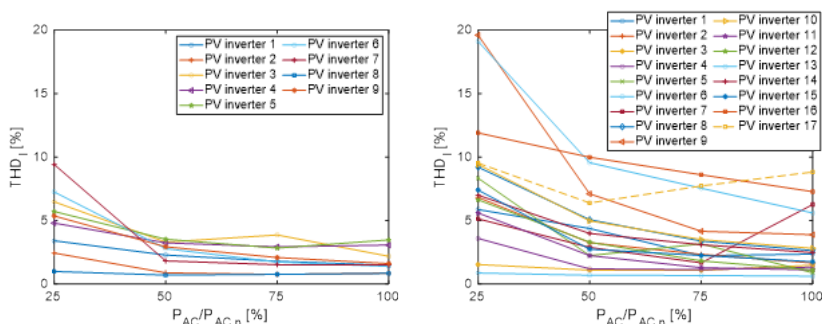 20
15
10
5
0
THD_I [%]
25
50
75
100
P_AC/P_AC,n [%]
PV inverter 1
PV inverter 2
PV inverter 3
PV inverter 4
PV inverter 5
PV inverter 6
PV inverter 7
PV inverter 8
PV inverter 9
20
15
10
5
0
THD_I [%]
25
50
75
100
P_AC/P_AC,n [%]
PV inverter 1
PV inverter 2
PV inverter 3
PV inverter 4
PV inverter 5
PV inverter 6
PV inverter 7
PV inverter 8
PV inverter 9
PV inverter 10
PV inverter 11
PV inverter 12
PV inverter 13
PV inverter 14
PV inverter 15
PV inverter 16
PV inverter 17